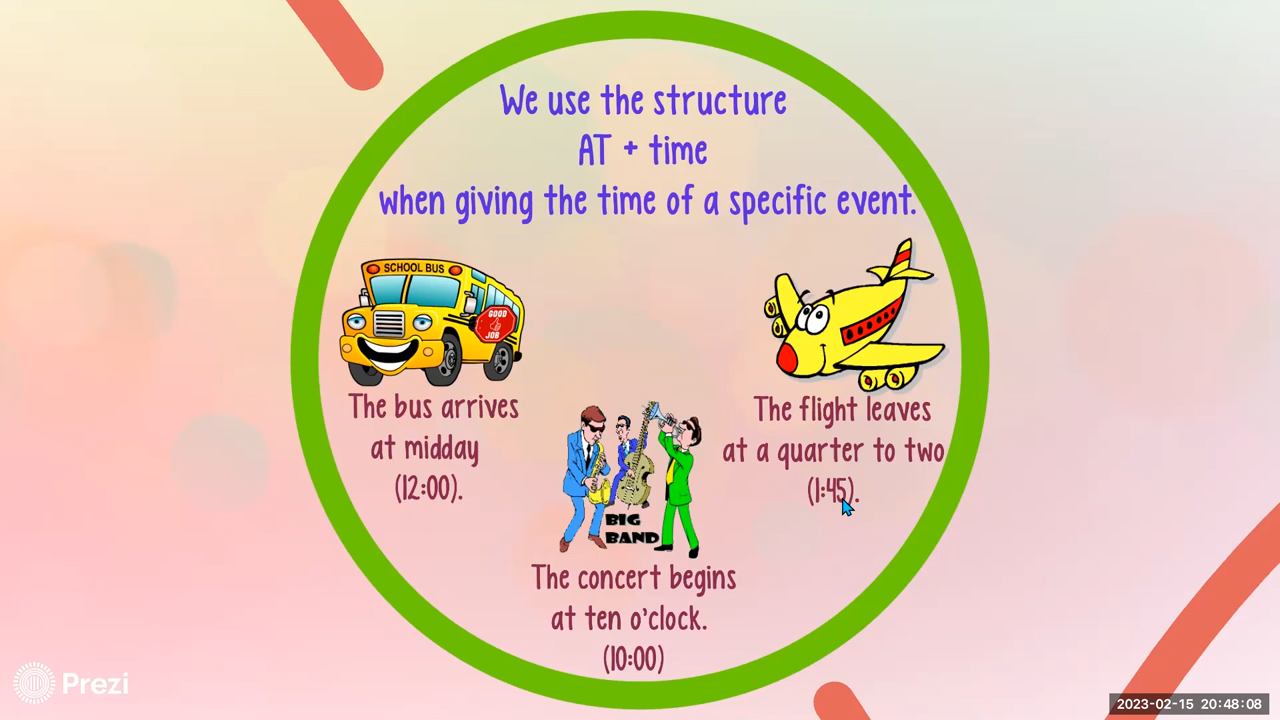 We use the structure
AT + time
when giving the time of a specific event.
SCHOOL BUS
GOOD
JOB
The bus arrives
at midday
(12:00).
The flight leaves
at a quarter to two
(1:45).
BIG
BAND
The concert begins
at ten o'clock.
(10:00)
Prezi
2023-02-15 20:48:08